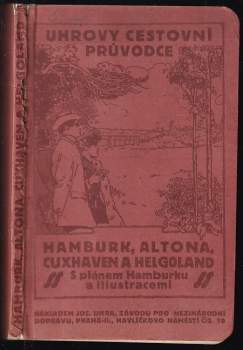 UHROVY CESTOVNÍ
PRŮVODCE
HAMBURK, ALTONA,
CUXHAVEN A HELGOLAND
S plánem Hamburku
a illustracemi
NÁKLADEM JOS. UHRA, ZÁVODU PRO MEZINÁRODNÍ
DOPRAVU, PRAHA-II., HAVLÍČKOVO NÁMĚSTÍ ČS. 19
HAMBURK, ALTONA, CUXHAVEN A HELGOLAND